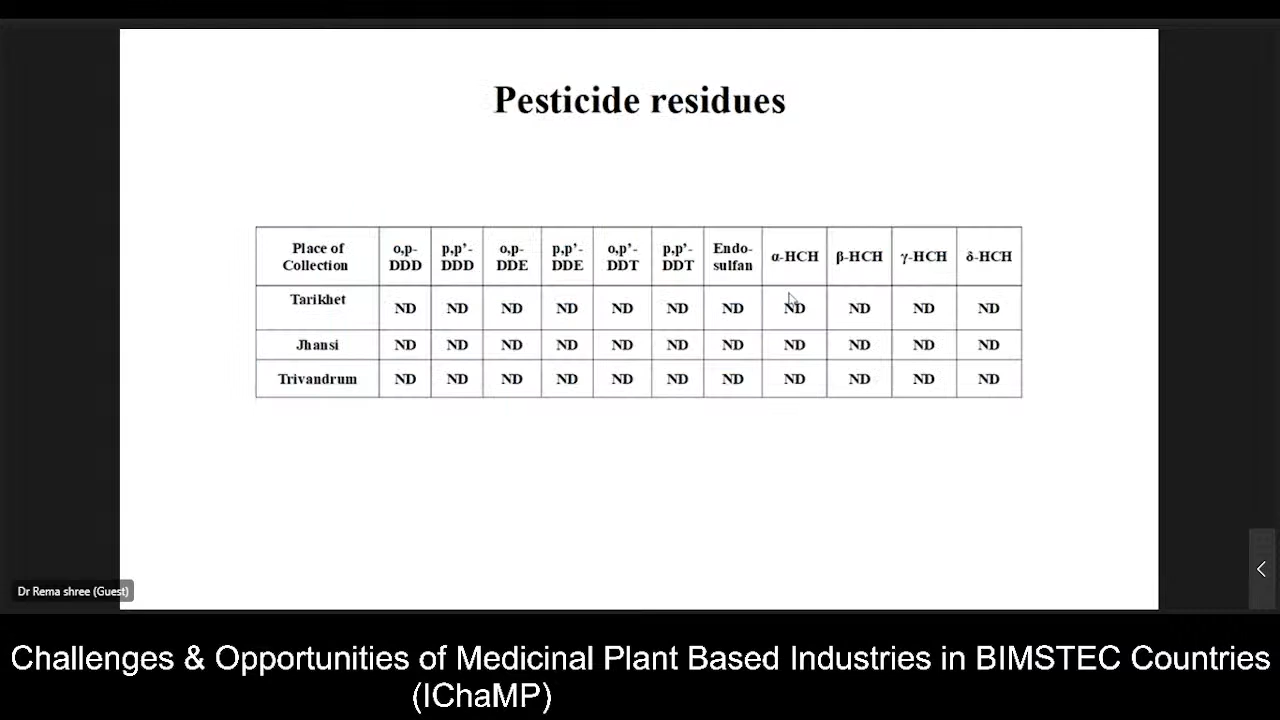 Pesticide residues
Place of Collection o,p-DDD p,p’-DDD o,p-DDE p,p’-DDE o,p’-DDT p,p’-DDT Endo-sulfan α-HCH β-HCH γ-HCH δ-HCH
Tarikhet ND ND ND ND ND ND ND ND ND ND ND
Jhansi ND ND ND ND ND ND ND ND ND ND ND
Trivandrum ND ND ND ND ND ND ND ND ND ND ND
Dr Rema shree (Guest)
Challenges & Opportunities of Medicinal Plant Based Industries in BIMSTEC Countries
(IChaMP)